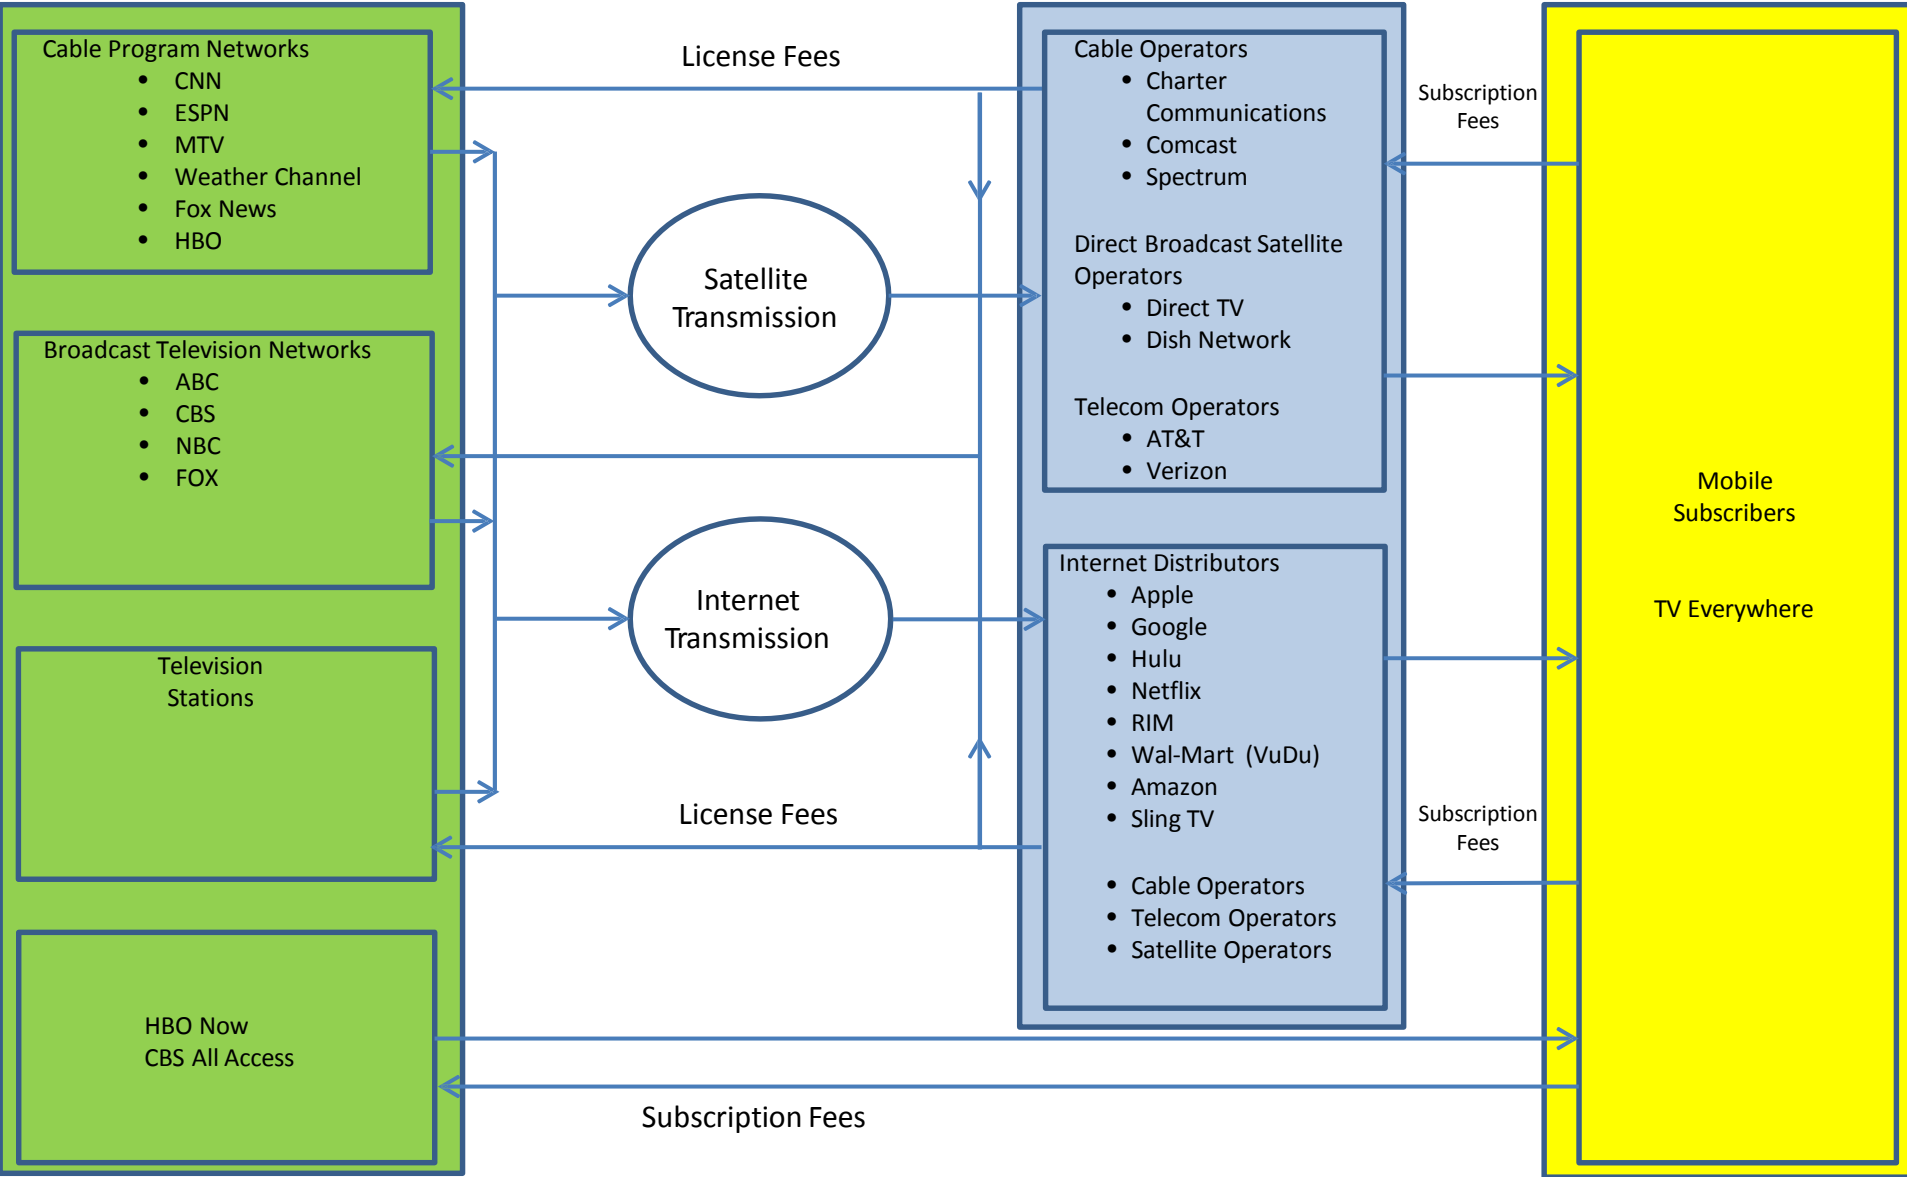 Cable Program Networks
• CNN
• ESPN
• MTV
• Weather Channel
• Fox News
• HBO
Broadcast Television Networks
• ABC
• CBS
• NBC
• FOX
Television
Stations
HBO Now
CBS All Access
License Fees
Satellite
Transmission
Internet
Transmission
License Fees
Subscription Fees
Cable Operators
• Charter
Communications
• Comcast
• Spectrum
Direct Broadcast Satellite
Operators
• Direct TV
• Dish Network
Telecom Operators
• AT&T
• Verizon
Internet Distributors
• Apple
• Google
• Hulu
• Netflix
• RIM
• Wal-Mart (VuDu)
• Amazon
• Sling TV
• Cable Operators
• Telecom Operators
• Satellite Operators
Subscription
Fees
Subscription
Fees
Mobile
Subscribers
TV Everywhere